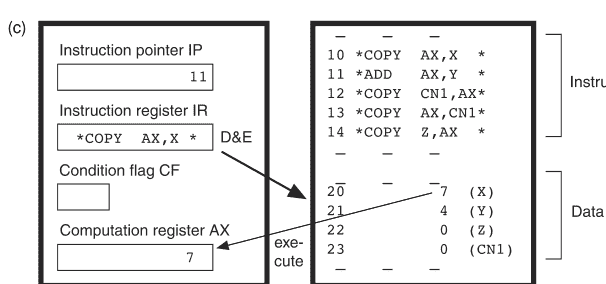 (c)
Instruction pointer IP
11
Instruction register IR
*COPY AX,X * D&E
Condition flag CF
Computation register AX
7
exe-
cute
10 *COPY AX,X *
11 *ADD AX,Y *
12 *COPY CN1,AX*
13 *COPY AX,CN1*
14 *COPY Z,AX *
20 7 (X)
21 4 (Y)
22 0 (Z)
23 0 (CN1)
Instru
Data